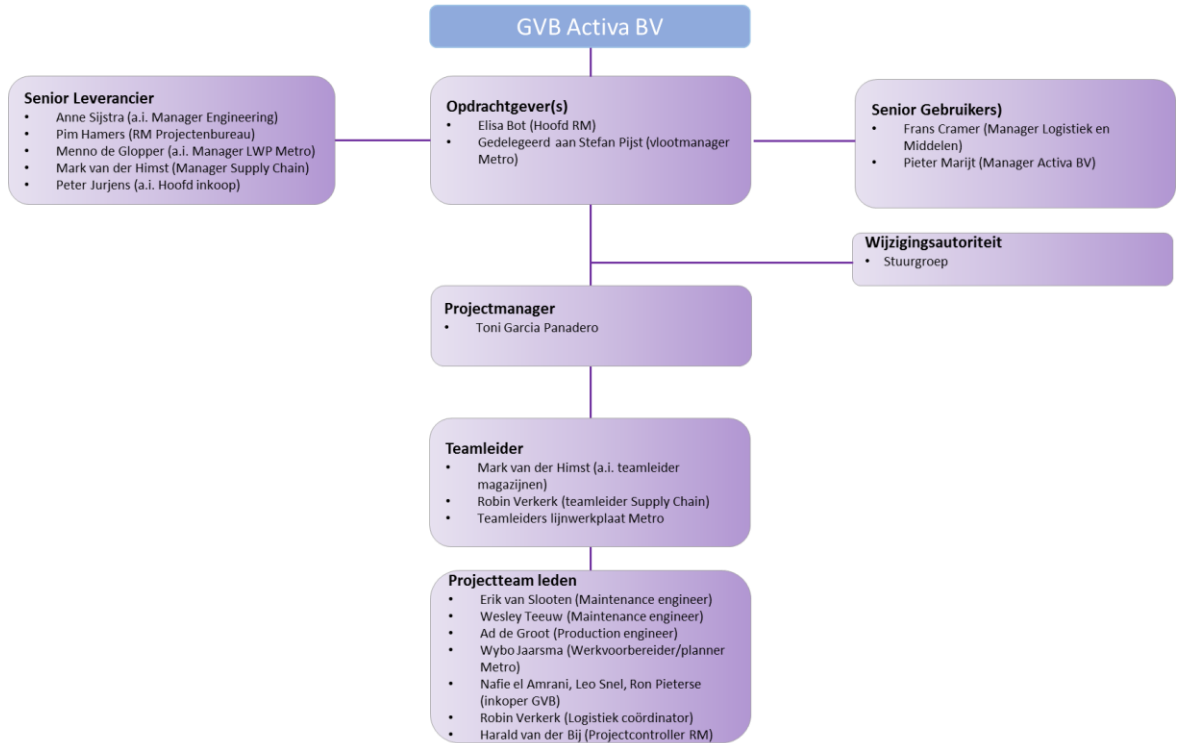 GVB Activa BV
Senior Leverancier
• Anne Sijstra (a.i. Manager Engineering)
• Pim Hamers (RM Projectenbureau)
• Menno de Glopper (a.i. Manager LWP Metro)
• Mark van der Himst (Manager Supply Chain)
• Peter Jurjens (a.i. Hoofd inkoop)
Opdrachtgever(s)
• Elisa Bot (Hoofd RM)
• Gedelegeerd aan Stefan Pijst (vlootmanager
Metro)
Senior Gebruikers)
• Frans Cramer (Manager Logistiek en
Middelen)
• Pieter Marijt (Manager Activa BV)
Wijzigingsautoriteit
• Stuurgroep
Projectmanager
• Toni Garcia Panadero
Teamleider
• Mark van der Himst (a.i. teamleider
magazijnen)
• Robin Verkerk (teamleider Supply Chain)
• Teamleiders lijnwerkplaat Metro
Projectteam leden
• Erik van Slooten (Maintenance engineer)
• Wesley Teeuw (Maintenance engineer)
• Ad de Groot (Production engineer)
• Wybo Jaarsma (Werkvoorbereider/planner
Metro)
• Nafie el Amrani, Leo Snel, Ron Pieterse
(inkoper GVB)
• Robin Verkerk (Logistiek coördinator)
• Harald van der Bij (Projectcontroller RM)